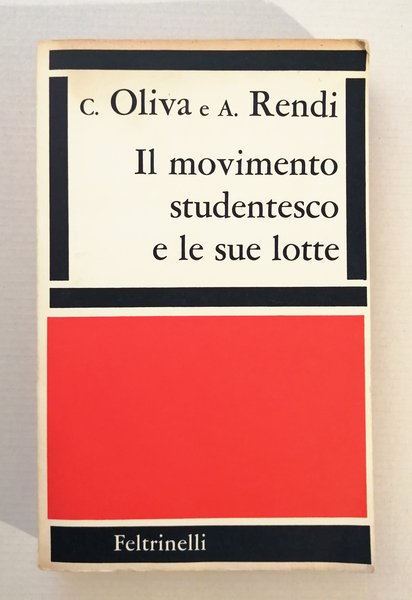 C. Oliva e A. Rendi
Il movimento
studentesco
e le sue lotte
Feltrinelli